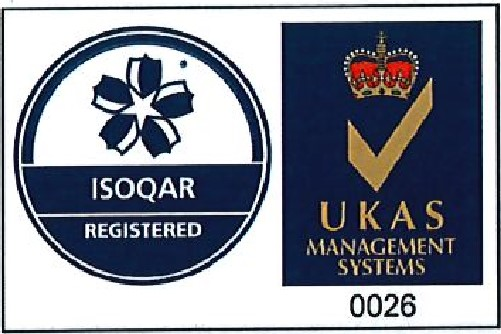 ISOQAR
REGISTERED
UKAS
MANAGEMENT
SYSTEMS
0026